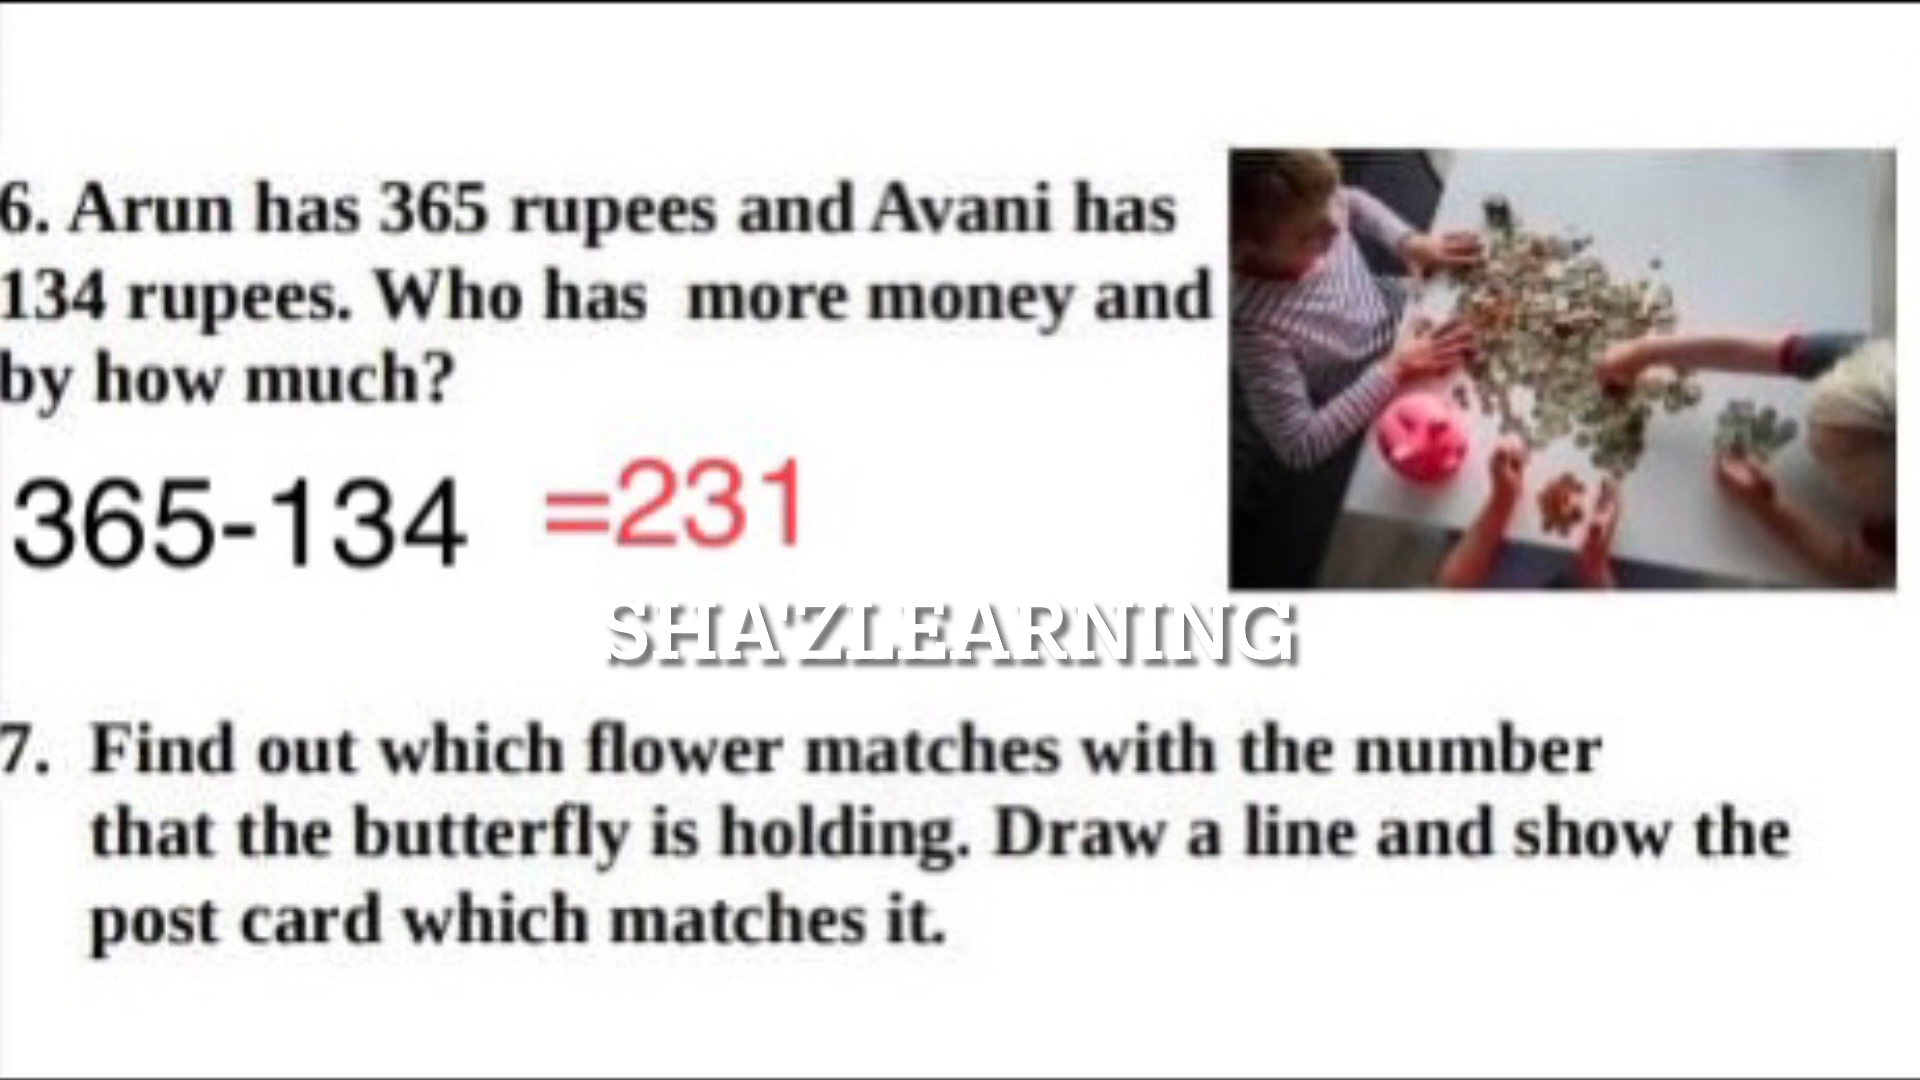 6. Arun has 365 rupees and Avani has
134 rupees. Who has more money and
by how much?
365-134 =231
SHA'ZLEARNING
7. Find out which flower matches with the number
that the butterfly is holding. Draw a line and show the
post card which matches it.